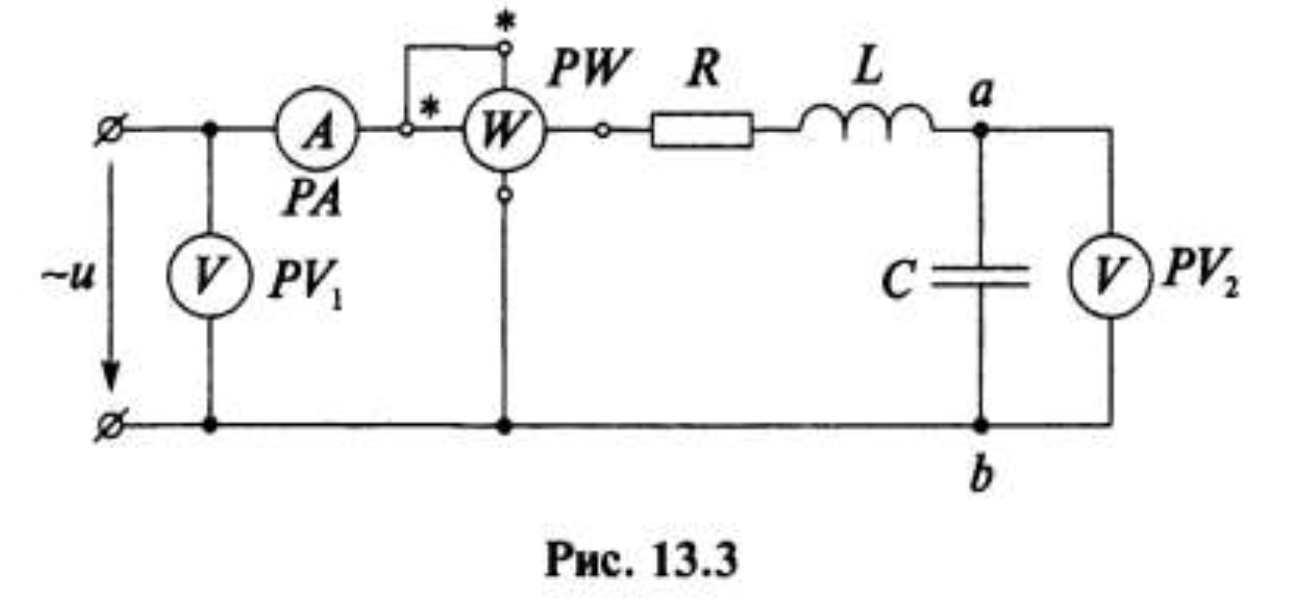 *
PW R L a
*
A W
PA
~u V PV₁ C V PV₂
b
Рис. 13.3